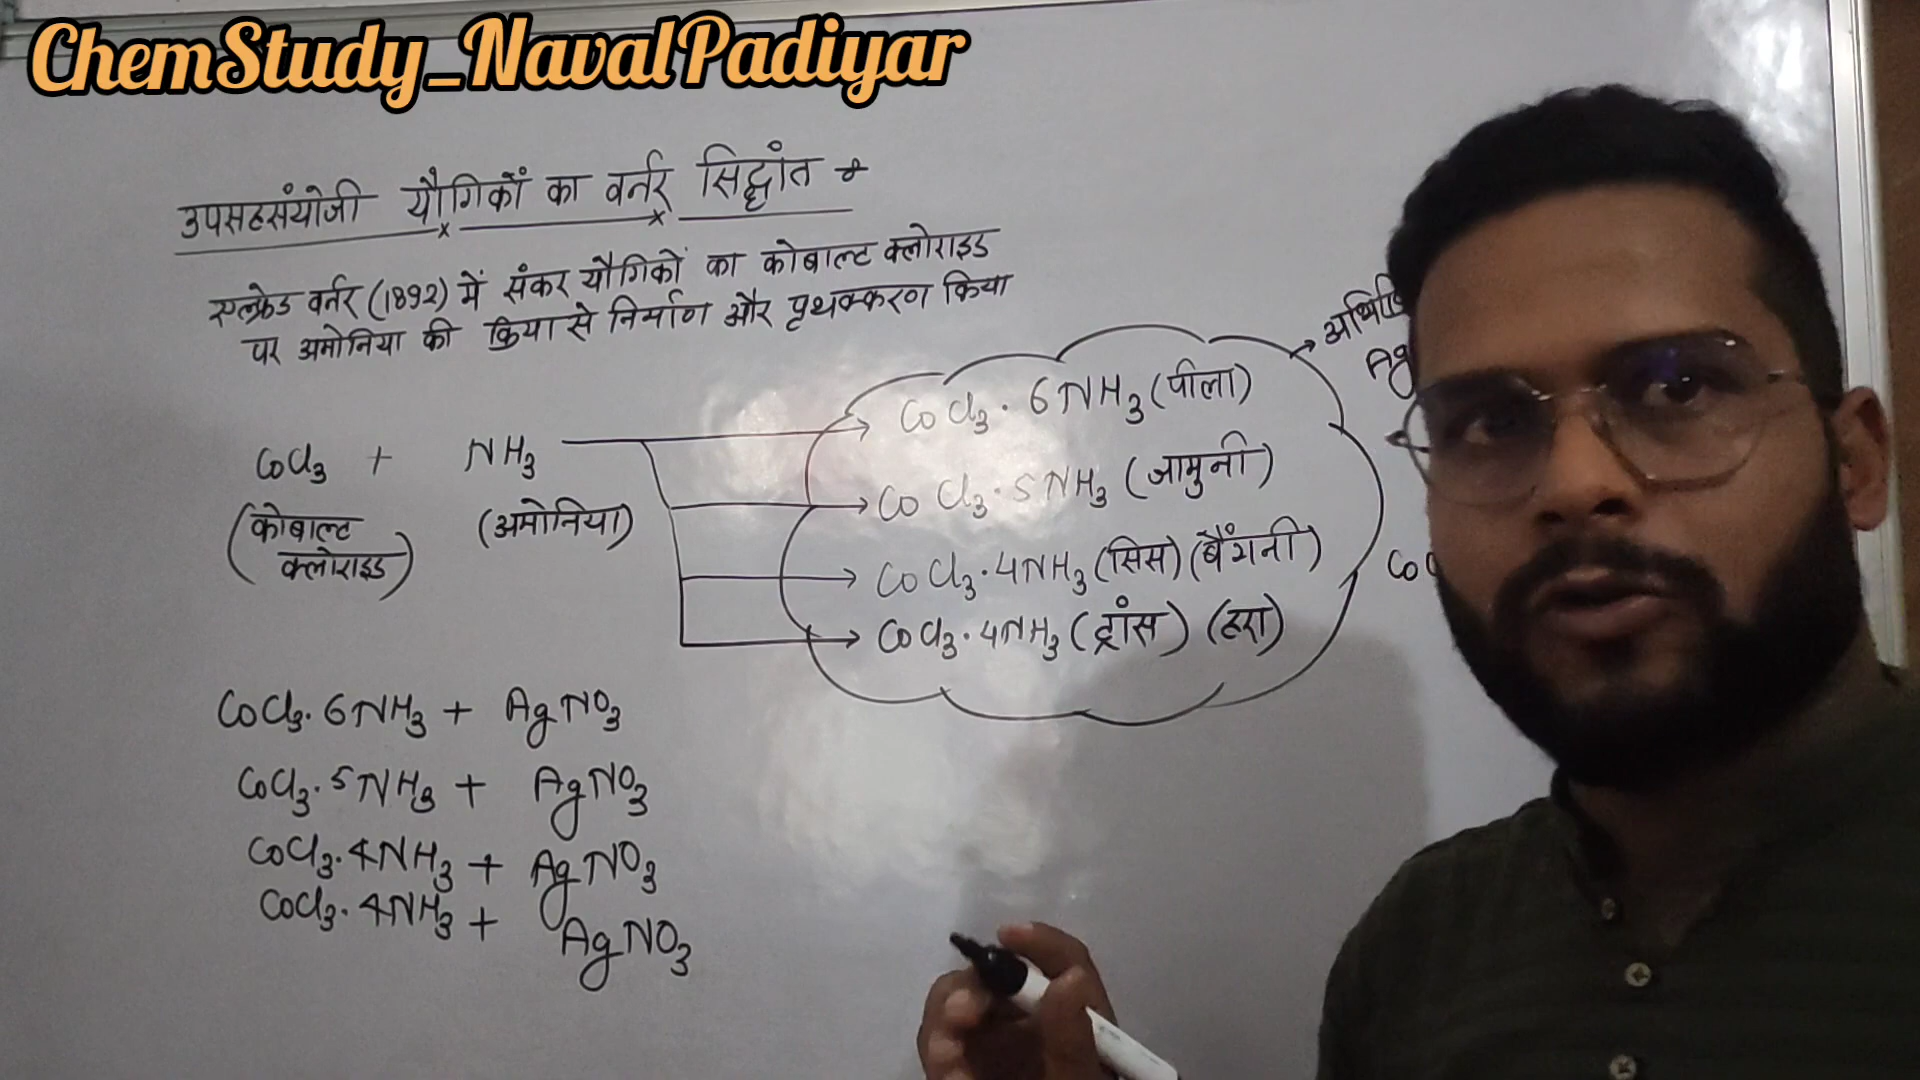 ChemStudy_NavalPadiyar
उपसहसंयोजी यौगिकों का वर्नर सिद्धांत
एल्फ्रेड वर्नर (1892) में संकर यौगिकों का कोबाल्ट क्लोराइड
पर अमोनिया की क्रिया से निर्माण और पृथक्करण किया
CoCl₃ + NH₃
(कोबाल्ट क्लोराइड) (अमोनिया)
CoCl₃·6NH₃ (पीला)
CoCl₃·5NH₃ (जामुनी)
CoCl₃·4NH₃ (सिस) (बैंगनी)
CoCl₃·4NH₃ (ट्रांस) (हरा)
Ag
CoCl₃·6NH₃ + AgNO₃
CoCl₃·5NH₃ + AgNO₃
CoCl₃·4NH₃ + AgNO₃
CoCl₃·4NH₃ + AgNO₃